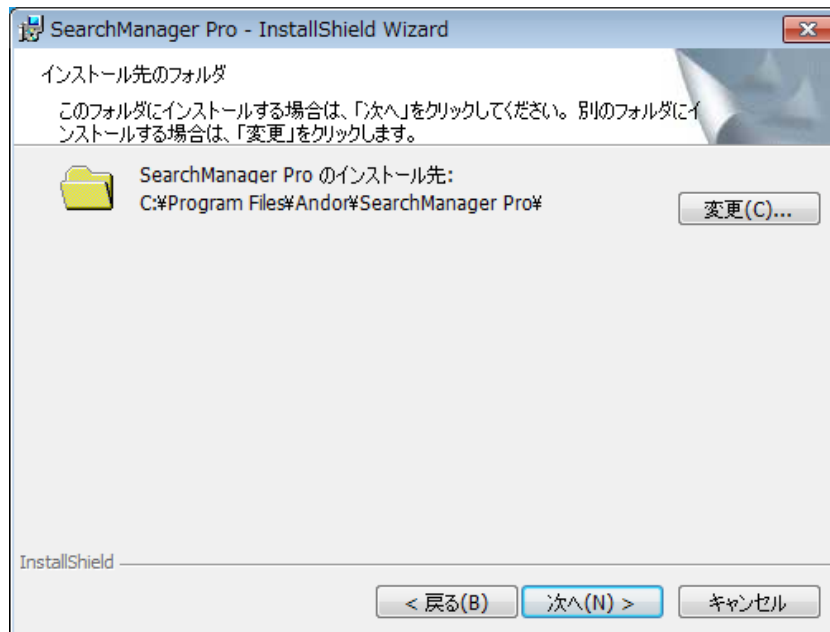 SearchManager Pro - InstallShield Wizard
インストール先のフォルダ
このフォルダにインストールする場合は、「次へ」をクリックしてください。別のフォルダにイ
ンストールする場合は、「変更」をクリックします。
SearchManager Pro のインストール先:
C:¥Program Files¥Andor¥SearchManager Pro¥
変更(C)...
InstallShield
< 戻る(B)
次へ(N) >
キャンセル